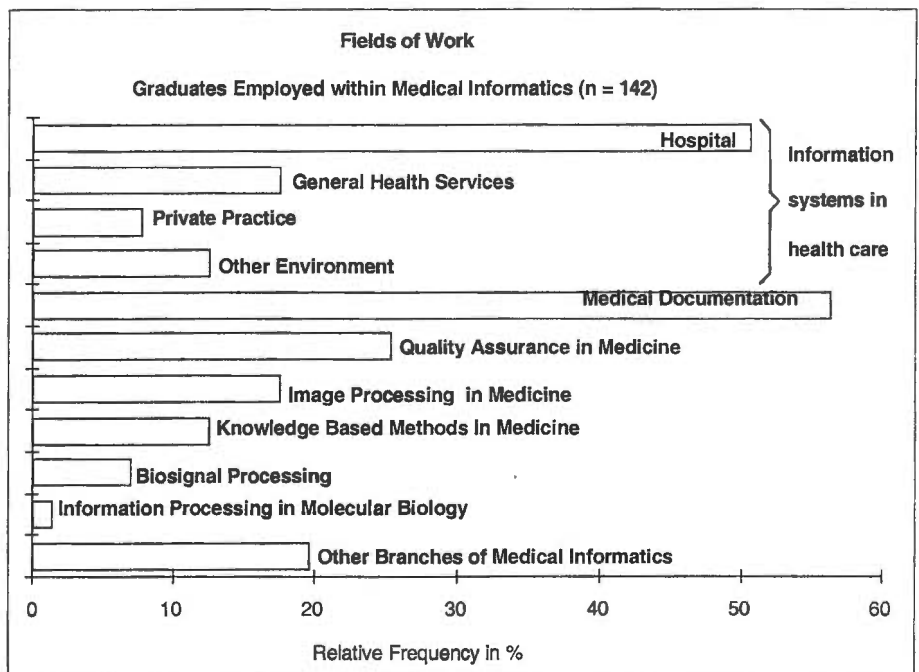 Fields of Work
Graduates Employed within Medical Informatics (n = 142)
Hospital
General Health Services
Private Practice
Other Environment
Information
systems in
health care
Medical Documentation
Quality Assurance in Medicine
Image Processing in Medicine
Knowledge Based Methods in Medicine
Biosignal Processing
Information Processing in Molecular Biology
Other Branches of Medical Informatics
0 10 20 30 40 50 60
Relative Frequency in %